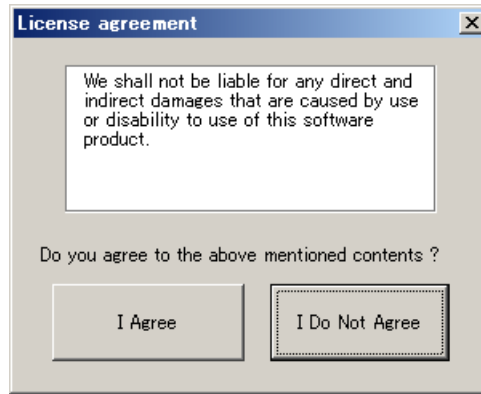 License agreement
We shall not be liable for any direct and
indirect damages that are caused by use
or disability to use of this software
product.
Do you agree to the above mentioned contents ?
I Agree
I Do Not Agree